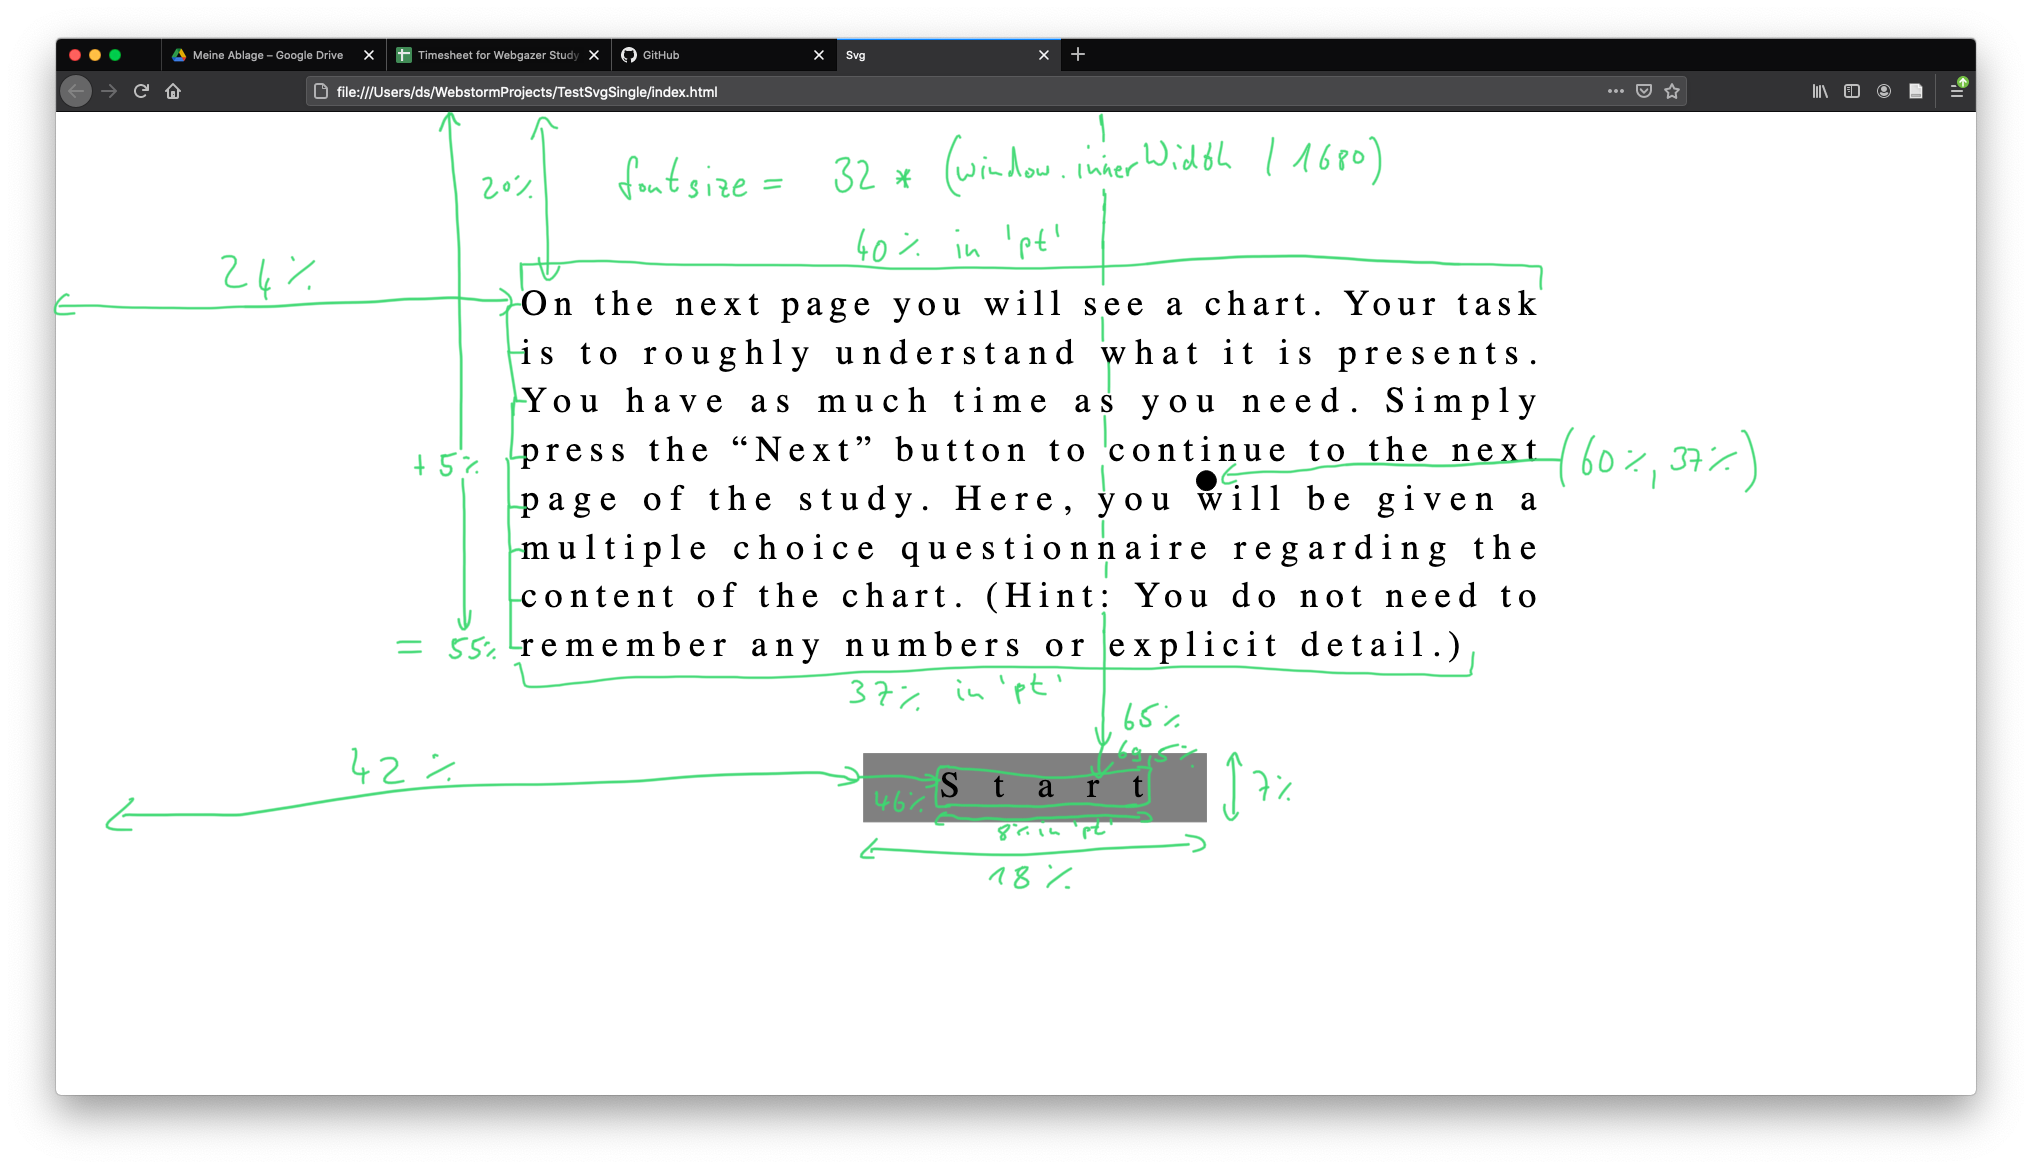 Meine Ablage – Google Drive
Timesheet for Webgazer Study
GitHub
Svg
file:///Users/ds/WebstormProjects/TestSvgSingle/index.html
20%
fontsize = 32 * (window.innerWidth / 1680)
40% in 'pt'
24%
On the next page you will see a chart. Your task
is to roughly understand what it is presents.
You have as much time as you need. Simply
press the “Next” button to continue to the next
+5%
(60%, 37%)
page of the study. Here, you will be given a
multiple choice questionnaire regarding the
content of the chart. (Hint: You do not need to
remember any numbers or explicit detail.)
= 55%
37% in 'pt'
65%
69,5%
42%
Start
46%
7%
8% in 'pt'
18%